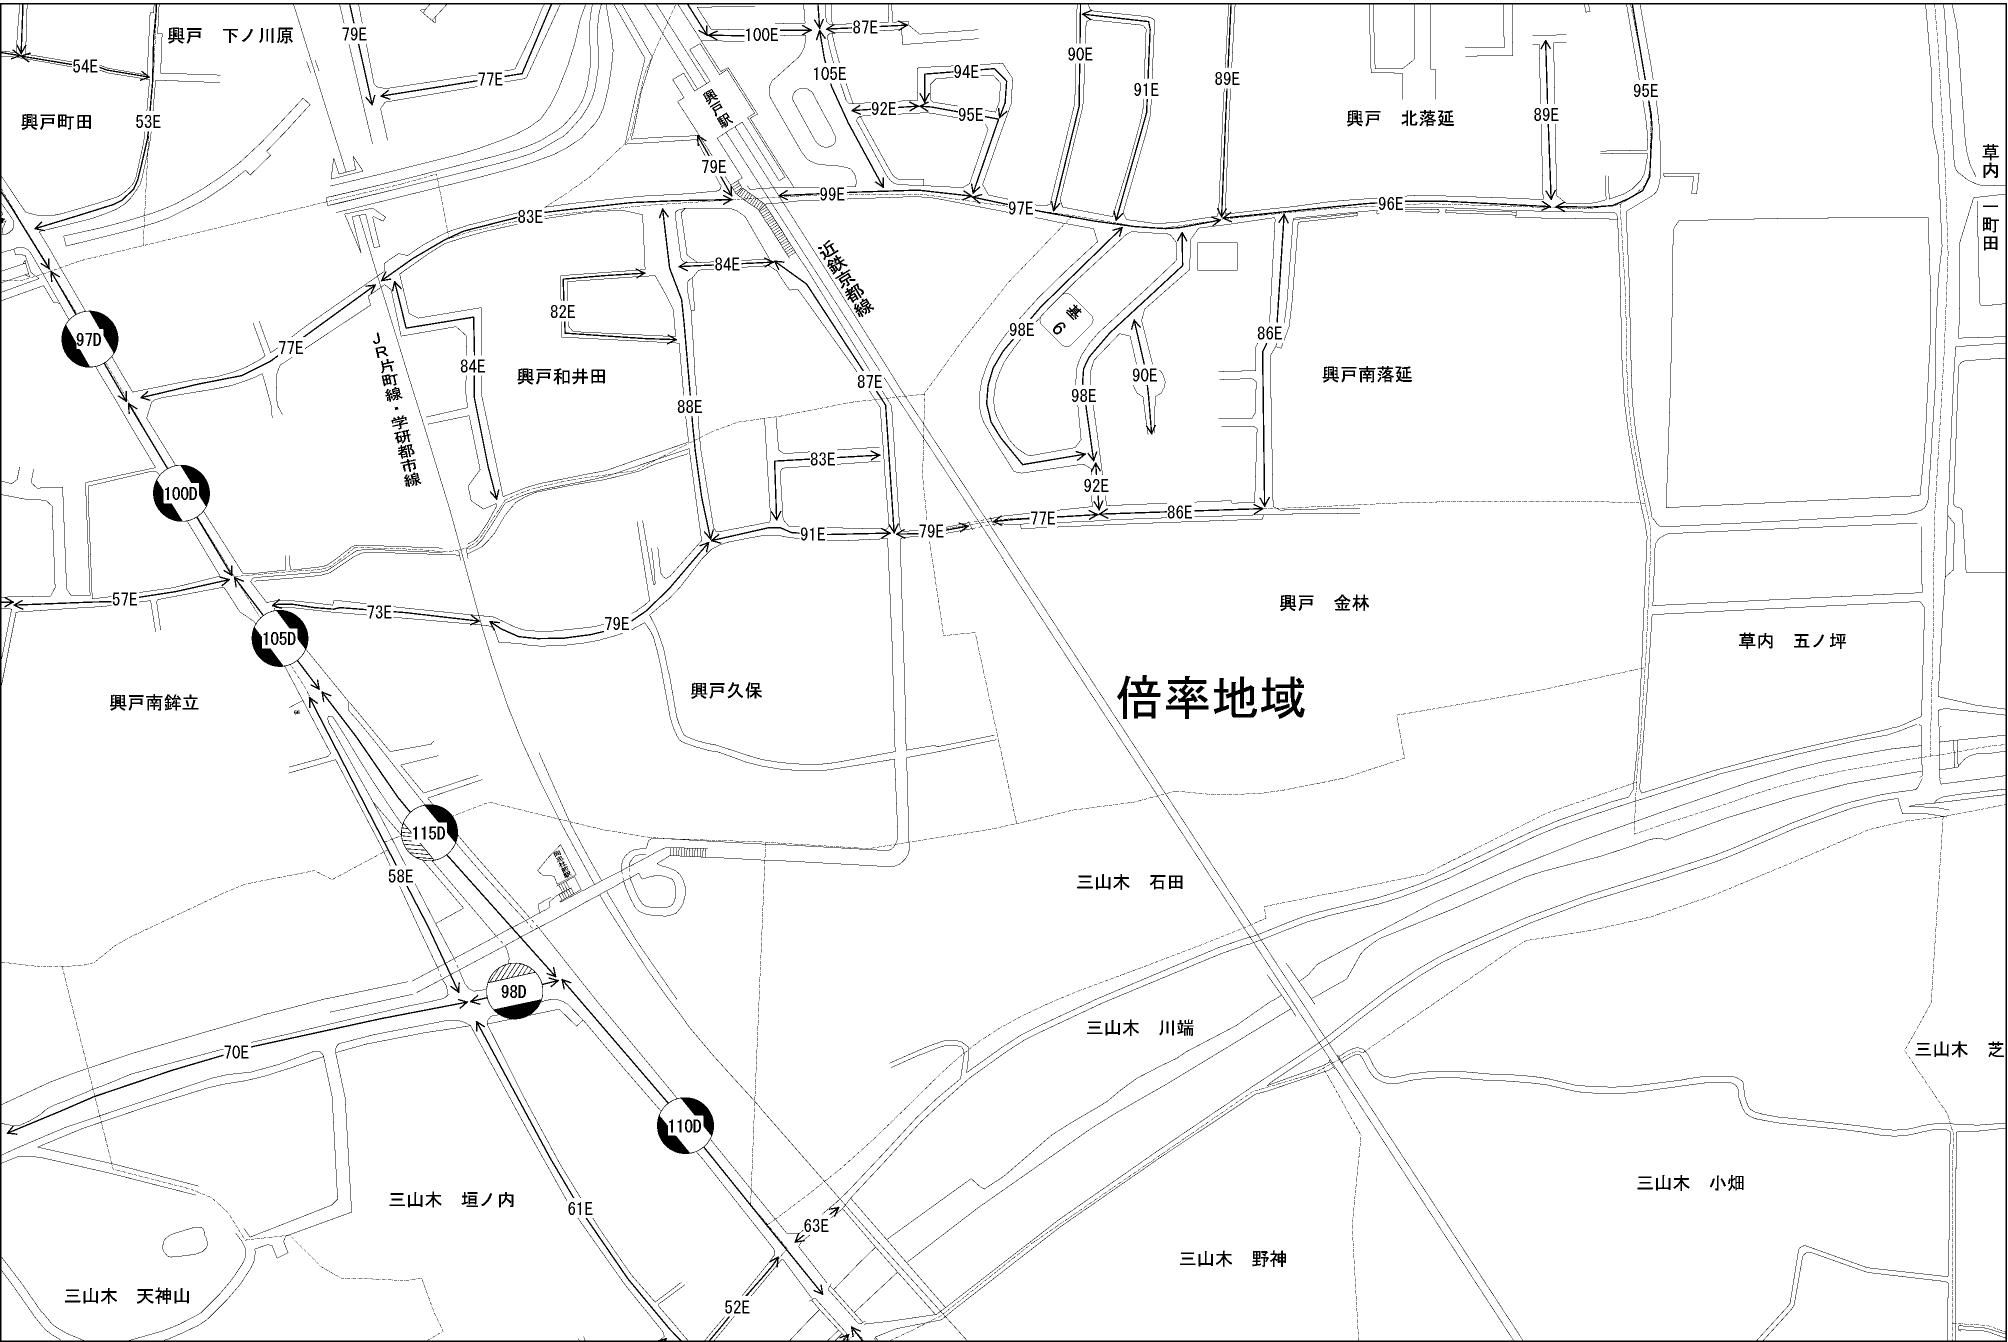 興戸 下ノ川原
79E
100E
87E
54E
77E
105E
94E
90E
91E
89E
95E
興戸町田
53E
興戸駅
92E
95E
興戸 北落延
89E
草内 一町田
79E
99E
97E
96E
83E
84E
近鉄京都線
82E
98E
基6
86E
97D
77E
JR片町線・学研都市線
84E
興戸和井田
87E
90E
興戸南落延
88E
98E
83E
92E
100D
91E
79E
77E
86E
57E
73E
79E
105D
興戸 金林
草内 五ノ坪
興戸南鉾立
興戸久保
倍率地域
115D
58E
三山木 石田
98D
三山木 川端
70E
三山木 芝
110D
三山木 垣ノ内
61E
63E
三山木 小畑
三山木 野神
三山木 天神山
52E